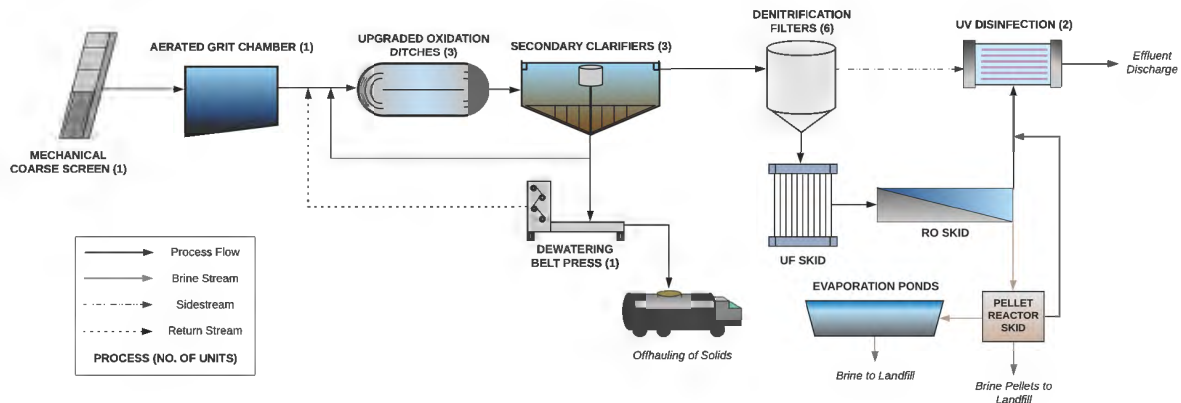 MECHANICAL
COARSE SCREEN (1)
AERATED GRIT CHAMBER (1)
UPGRADED OXIDATION
DITCHES (3)
SECONDARY CLARIFIERS (3)
DENITRIFICATION
FILTERS (6)
UV DISINFECTION (2)
Effluent
Discharge
DEWATERING
BELT PRESS (1)
Offhauling of Solids
UF SKID
RO SKID
EVAPORATION PONDS
PELLET
REACTOR
SKID
Brine to Landfill
Brine Pellets to
Landfill
Process Flow
Brine Stream
Sidestream
Return Stream
PROCESS (NO. OF UNITS)